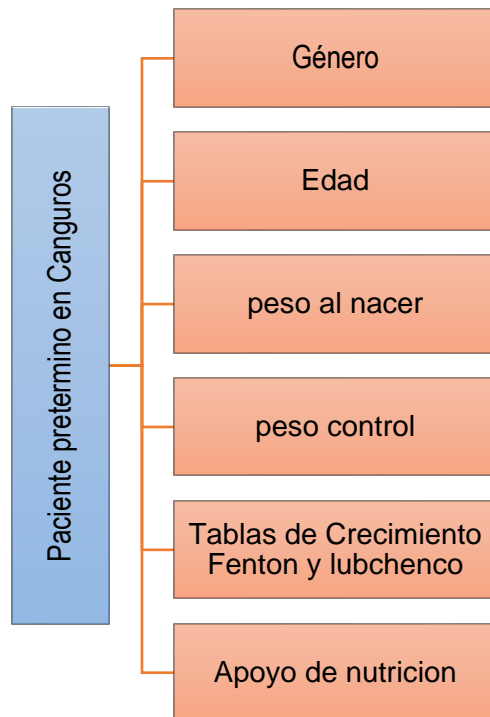 Paciente pretermino en Canguros
Género
Edad
peso al nacer
peso control
Tablas de Crecimiento
Fenton y lubchenco
Apoyo de nutricion